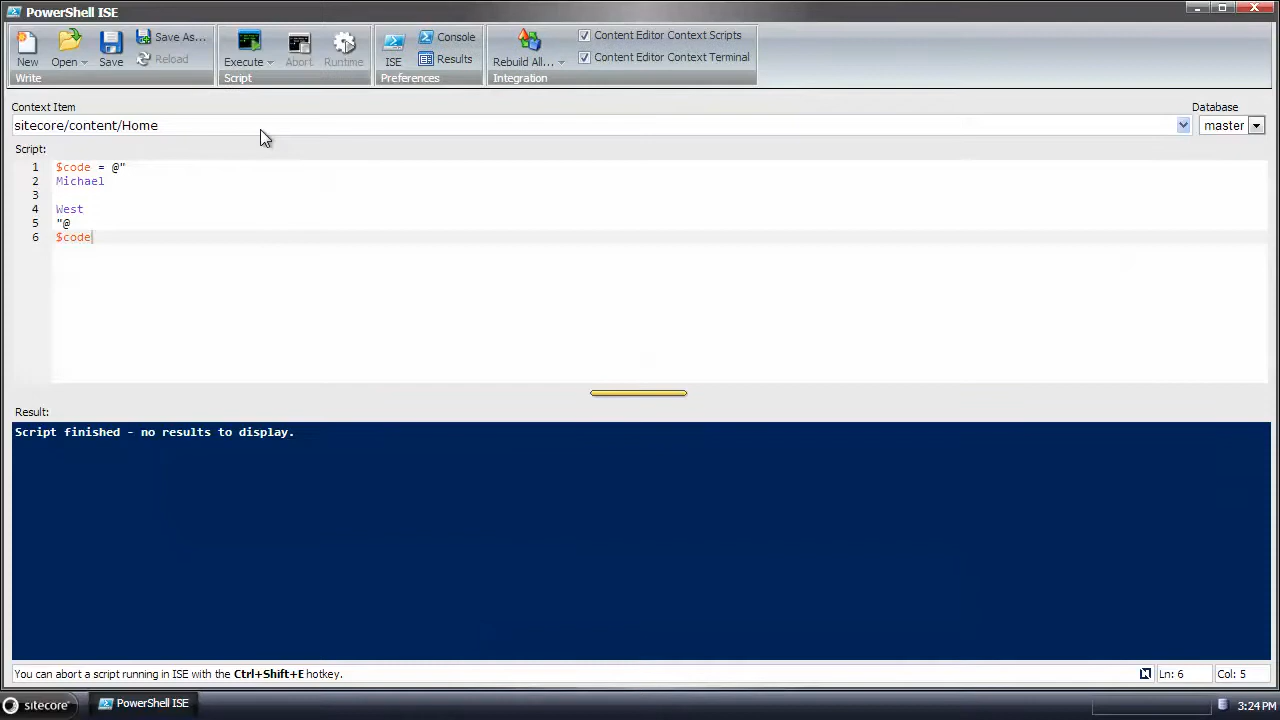 PowerShell ISE
New
Open
Save
Save As...
Reload
Write
Execute
Abort
Runtime
Script
ISE
Console
Results
Preferences
Rebuild All...
Content Editor Context Scripts
Content Editor Context Terminal
Integration
Context Item
Database
sitecore/content/Home
master
Script:
1 $code = @"
2 Michael
3
4 West
5 "@
6 $code
Result:
Script finished - no results to display.
You can abort a script running in ISE with the Ctrl+Shift+E hotkey.
Ln: 6
Col: 5
sitecore
PowerShell ISE
3:24 PM